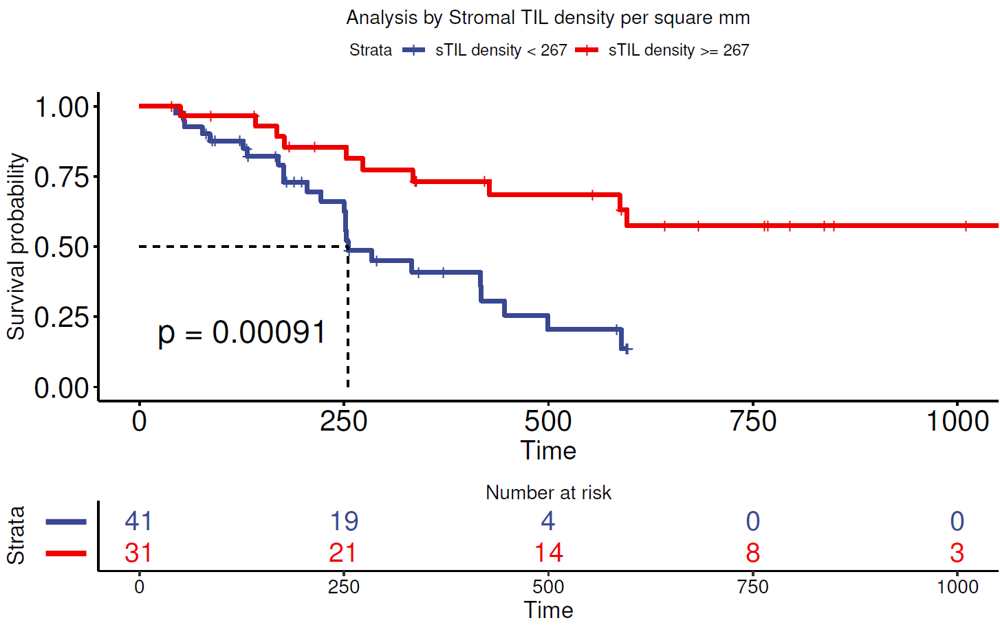 Analysis by Stromal TIL density per square mm
Strata sTIL density < 267 sTIL density >= 267
Survival probability
1.00
0.75
0.50
0.25
0.00
p = 0.00091
0 250 500 750 1000
Time
Number at risk
Strata
41 19 4 0 0
31 21 14 8 3
0 250 500 750 1000
Time